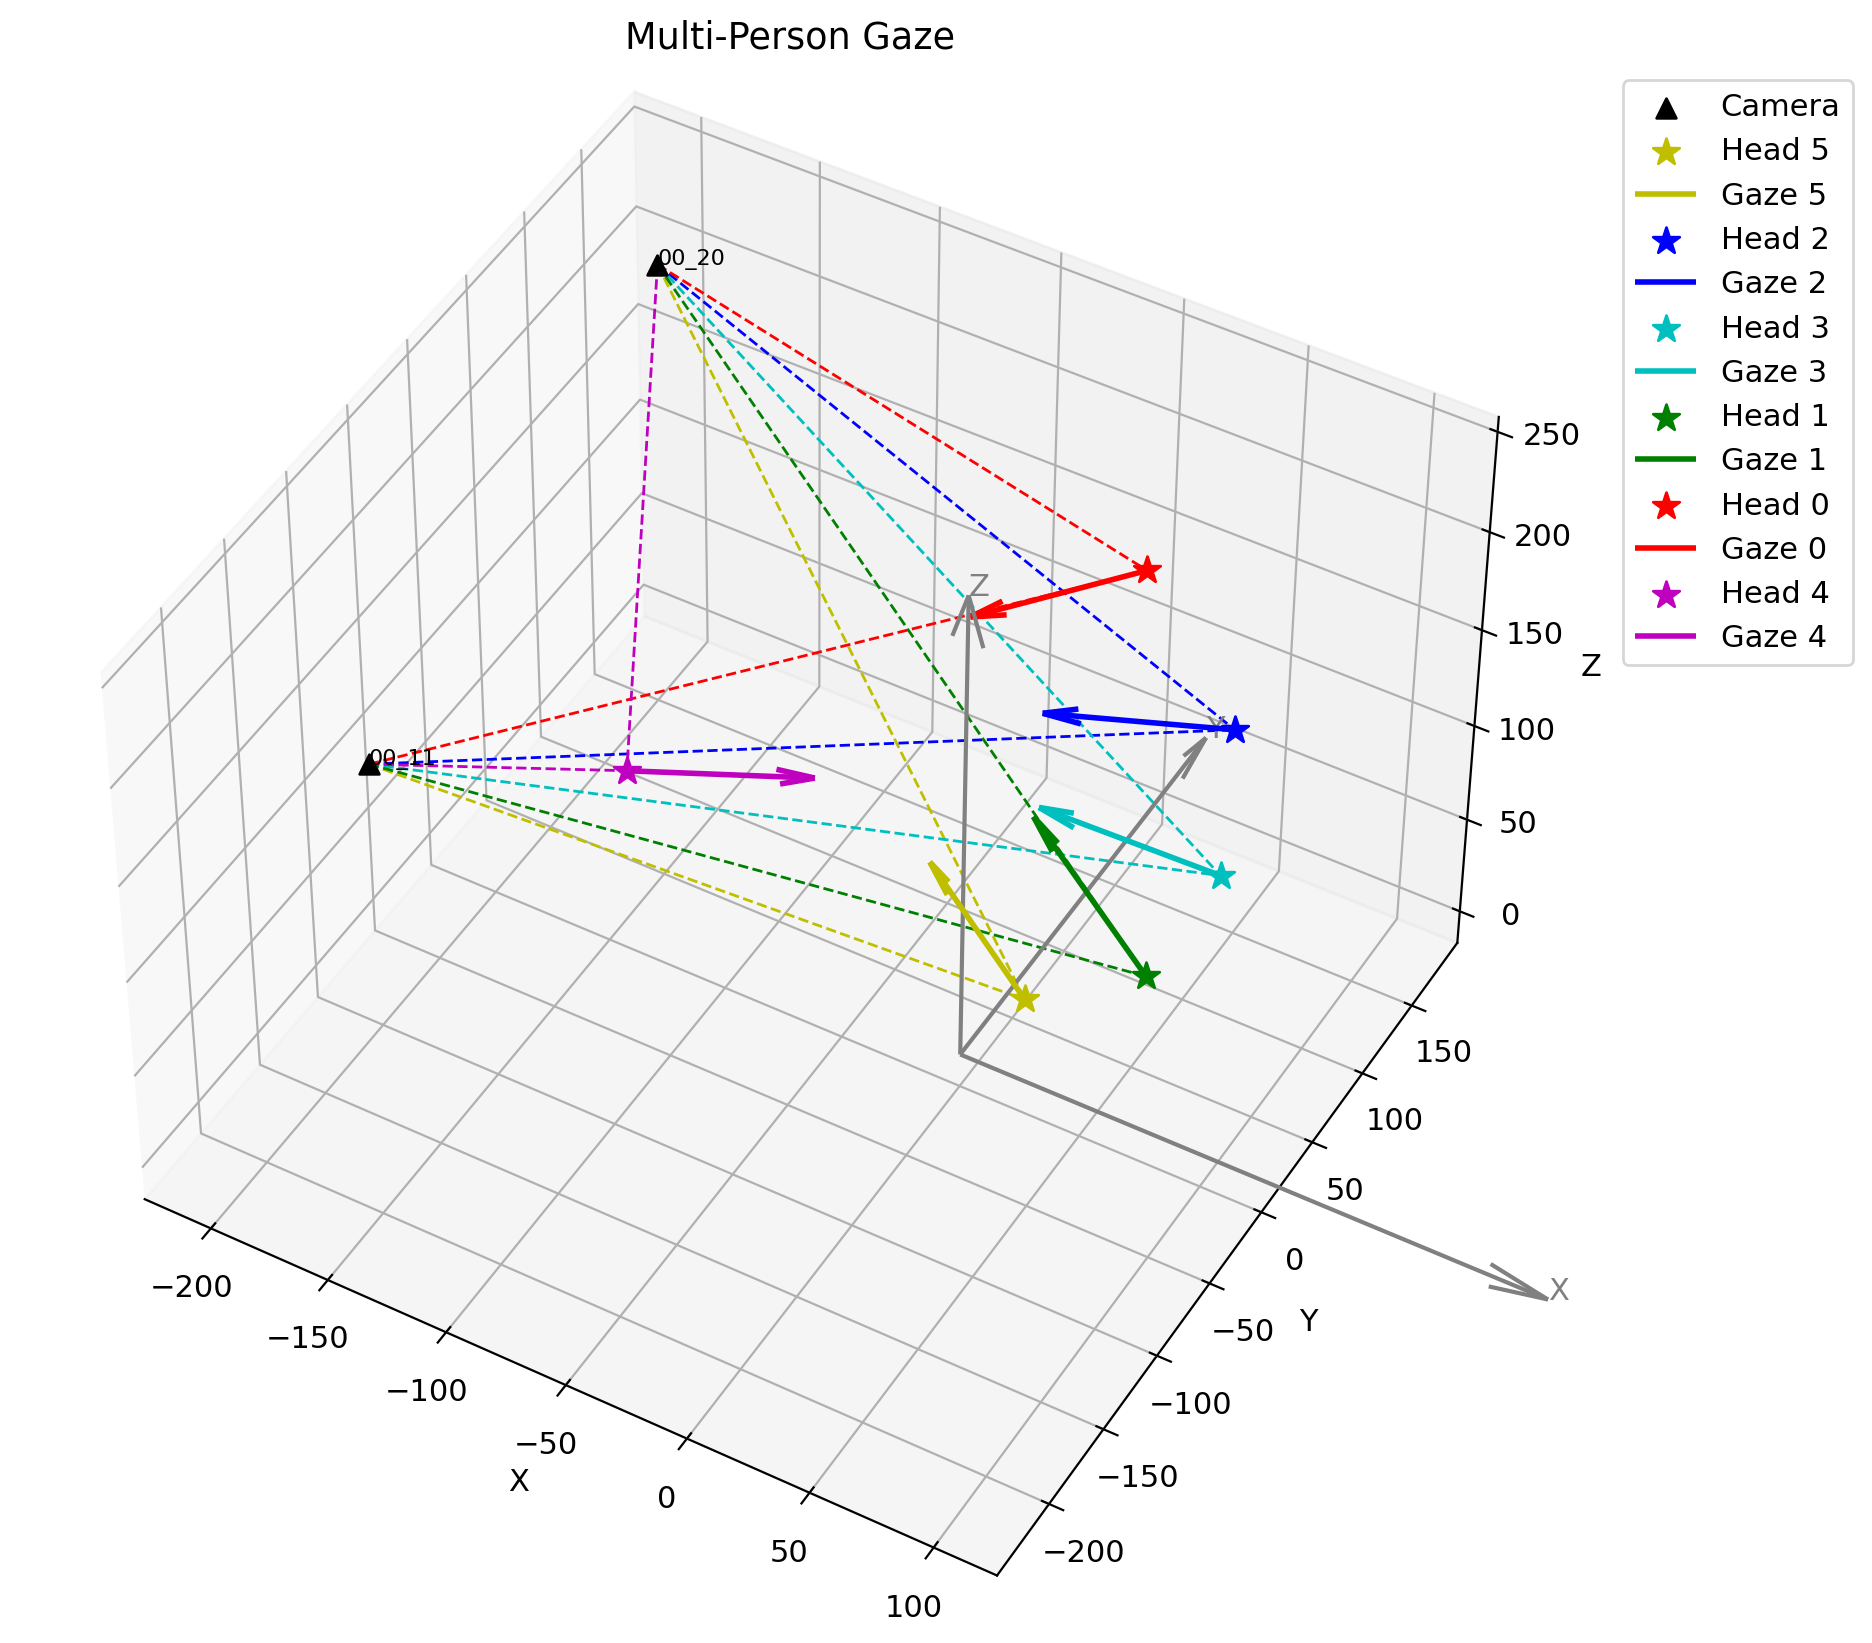 Multi-Person Gaze
Camera
Head 5
Gaze 5
Head 2
Gaze 2
Head 3
Gaze 3
Head 1
Gaze 1
Head 0
Gaze 0
Head 4
Gaze 4
00_20
00_11
Z
Y
X
250
200
150
100
50
0
Z
150
100
50
0
−50
−100
−150
−200
Y
−200
−150
−100
−50
0
50
100
X